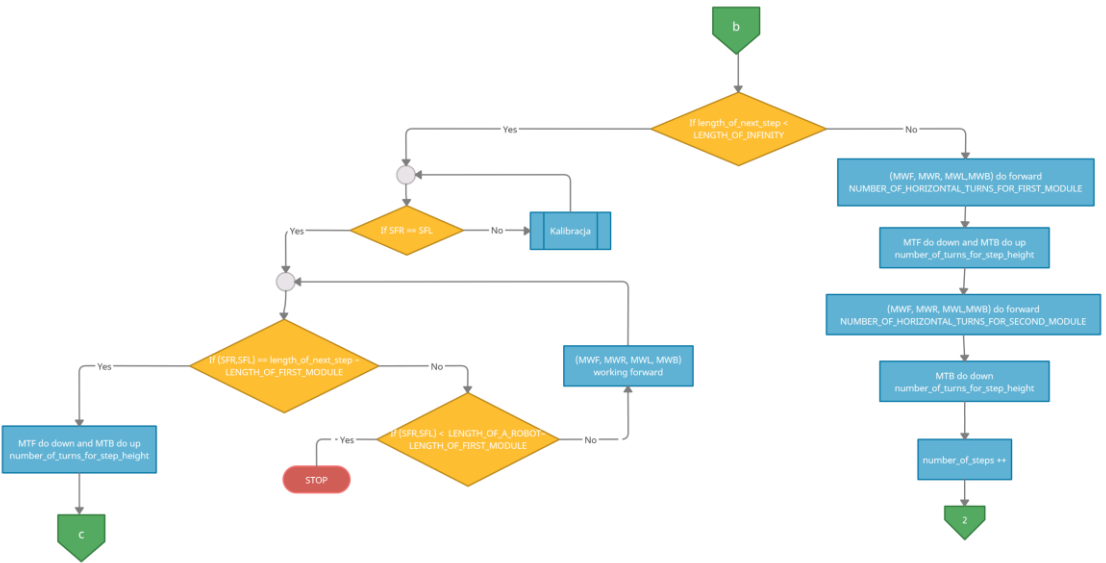 b
If length_of_next_step <
LENGTH_OF_INFINITY
Yes
No
(MWF, MWR, MWL,MWB) do forward
NUMBER_OF_HORIZONTAL_TURNS_FOR_FIRST_MODULE
If SFR == SFL
Yes
No
Kalibracja
MTF do down and MTB do up
number_of_turns_for_step_height
(MWF, MWR, MWL,MWB) do forward
NUMBER_OF_HORIZONTAL_TURNS_FOR_SECOND_MODULE
If (SFR,SFL) == length_of_next_step –
LENGTH_OF_FIRST_MODULE
Yes
No
(MWF, MWR, MWL, MWB)
working forward
MTB do down
number_of_turns_for_step_height
If (SFR,SFL) < LENGTH_OF_A_ROBOT–
LENGTH_OF_FIRST_MODULE
Yes
No
STOP
MTF do down and MTB do up
number_of_turns_for_step_height
number_of_steps ++
c
2